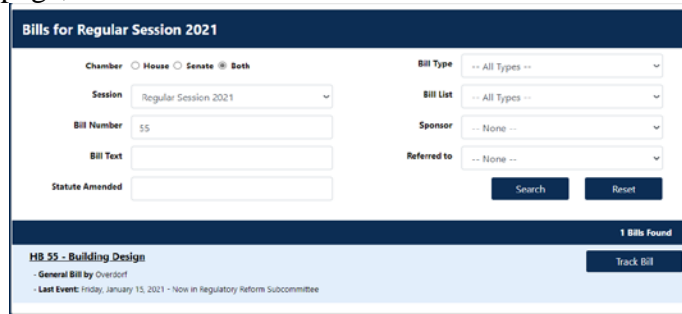 Bills for Regular Session 2021
Chamber House Senate Both
Session Regular Session 2021
Bill Number 55
Bill Text
Statute Amended
Bill Type -- All Types --
Bill List -- All Types --
Sponsor -- None --
Referred to -- None --
Search Reset
1 Bills Found
HB 55 - Building Design
Track Bill
- General Bill by Overdorf
- Last Event: Friday, January 15, 2021 - Now in Regulatory Reform Subcommittee